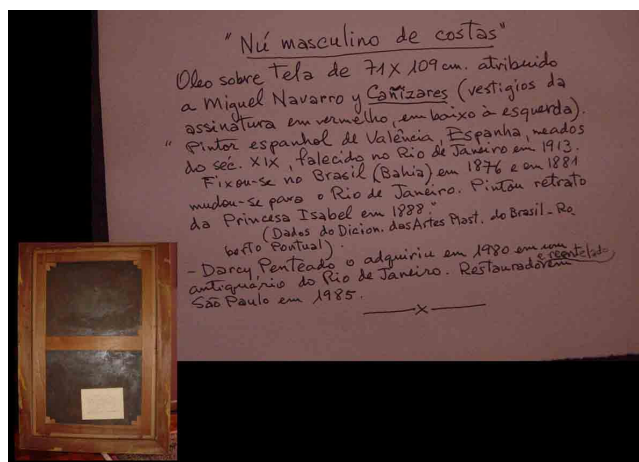 "Nú masculino de costas"
Oleo sobre Tela de 71 X 109 cm. atribuido
a Miguel Navarro y Cañizares (vestigios da
assinatura em vermelho, em baixo à esquerda).
" Pintor espanhol de Valência, Espanha, meados
do séc. XIX, falecido no Rio de Janeiro em 1913.
Fixou-se no Brasil (Bahia) em 1876 e em 1881
mudou-se para o Rio de Janeiro. Pintou retrato
da Princesa Isabel em 1888."
(Dados do Dicion. das Artes Plast. do Brasil - Ro
berto Pontual).
- Darcy Penteado o adquiriu em 1980 em um
antiquário do Rio de Janeiro. Restaurado e reentelado em
São Paulo em 1985.
x